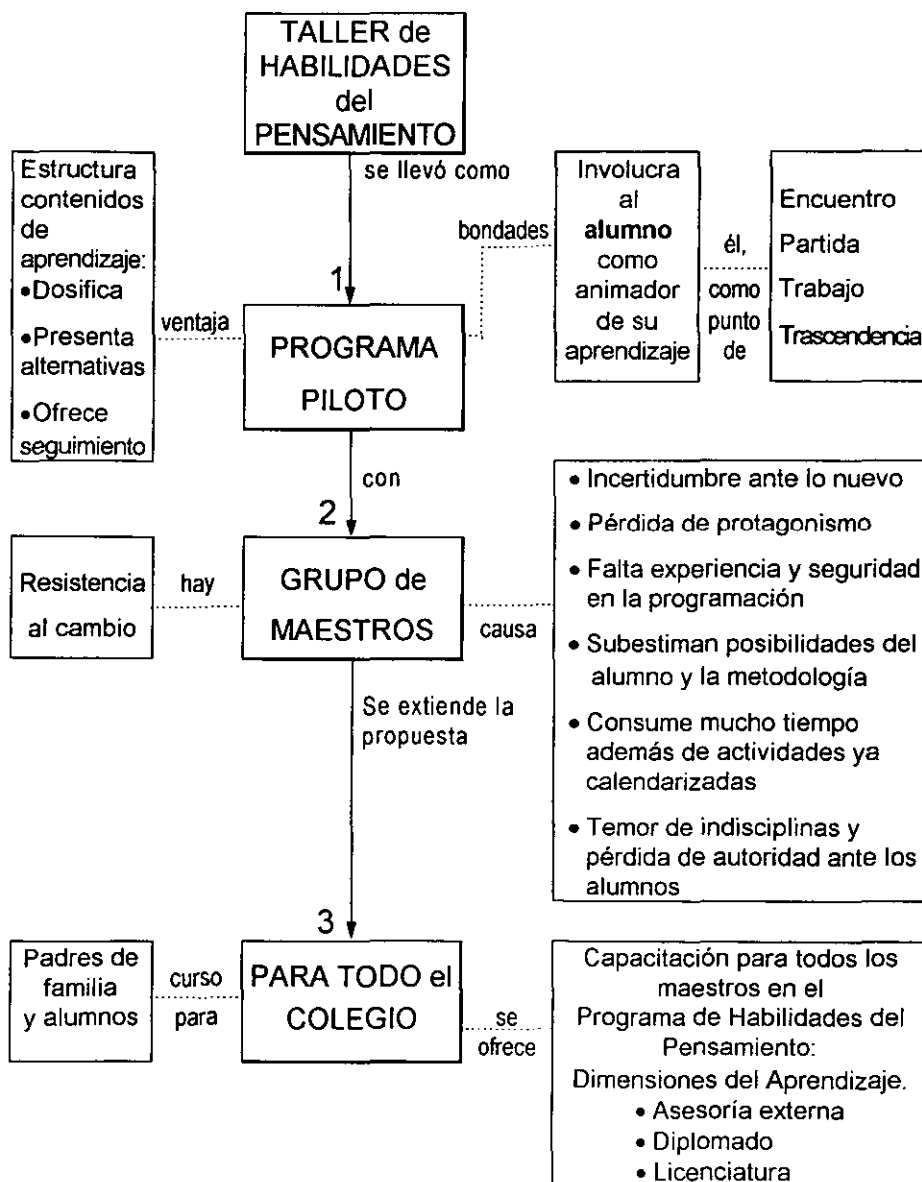 TALLER de
HABILIDADES
del
PENSAMIENTO
se llevó como
Estructura
contenidos
de
aprendizaje:
•Dosifica
•Presenta
alternativas
•Ofrece
seguimiento
ventaja
1
PROGRAMA
PILOTO
bondades
Involucra
al
alumno
como
animador
de su
aprendizaje
él,
como
punto
de
Encuentro
Partida
Trabajo
Trascendencia
con
2
Resistencia
al cambio
hay
GRUPO de
MAESTROS
causa
• Incertidumbre ante lo nuevo
• Pérdida de protagonismo
• Falta experiencia y seguridad
en la programación
• Subestiman posibilidades del
alumno y la metodología
• Consume mucho tiempo
además de actividades ya
calendarizadas
• Temor de indisciplinas y
pérdida de autoridad ante los
alumnos
Se extiende la
propuesta
3
Padres de
familia
y alumnos
curso
para
PARA TODO el
COLEGIO
se
ofrece
Capacitación para todos los
maestros en el
Programa de Habilidades del
Pensamiento:
Dimensiones del Aprendizaje.
• Asesoría externa
• Diplomado
• Licenciatura